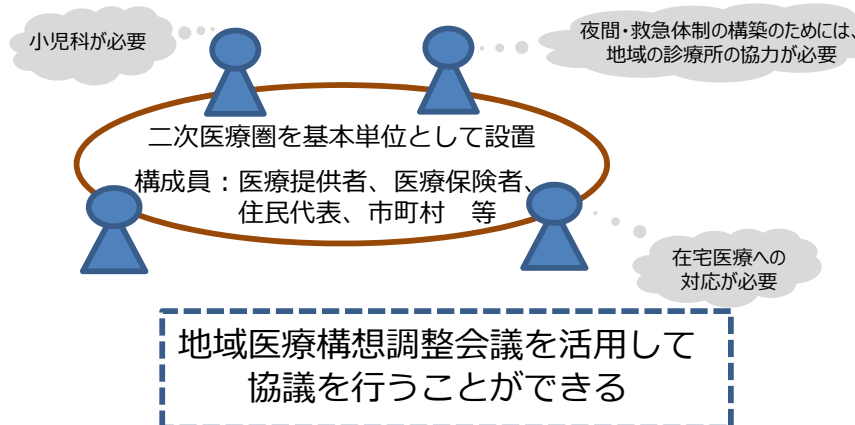 小児科が必要
夜間・救急体制の構築のためには、
地域の診療所の協力が必要
二次医療圏を基本単位として設置
構成員：医療提供者、医療保険者、
住民代表、市町村　等
在宅医療への
対応が必要
地域医療構想調整会議を活用して
協議を行うことができる